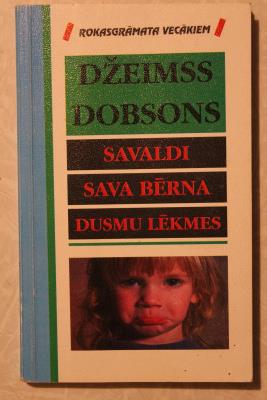 ROKASGRĀMATA VECĀKIEM
DŽEIMSS
DOBSONS
SAVALDI
SAVA BĒRNA
DUSMU LĒKMES